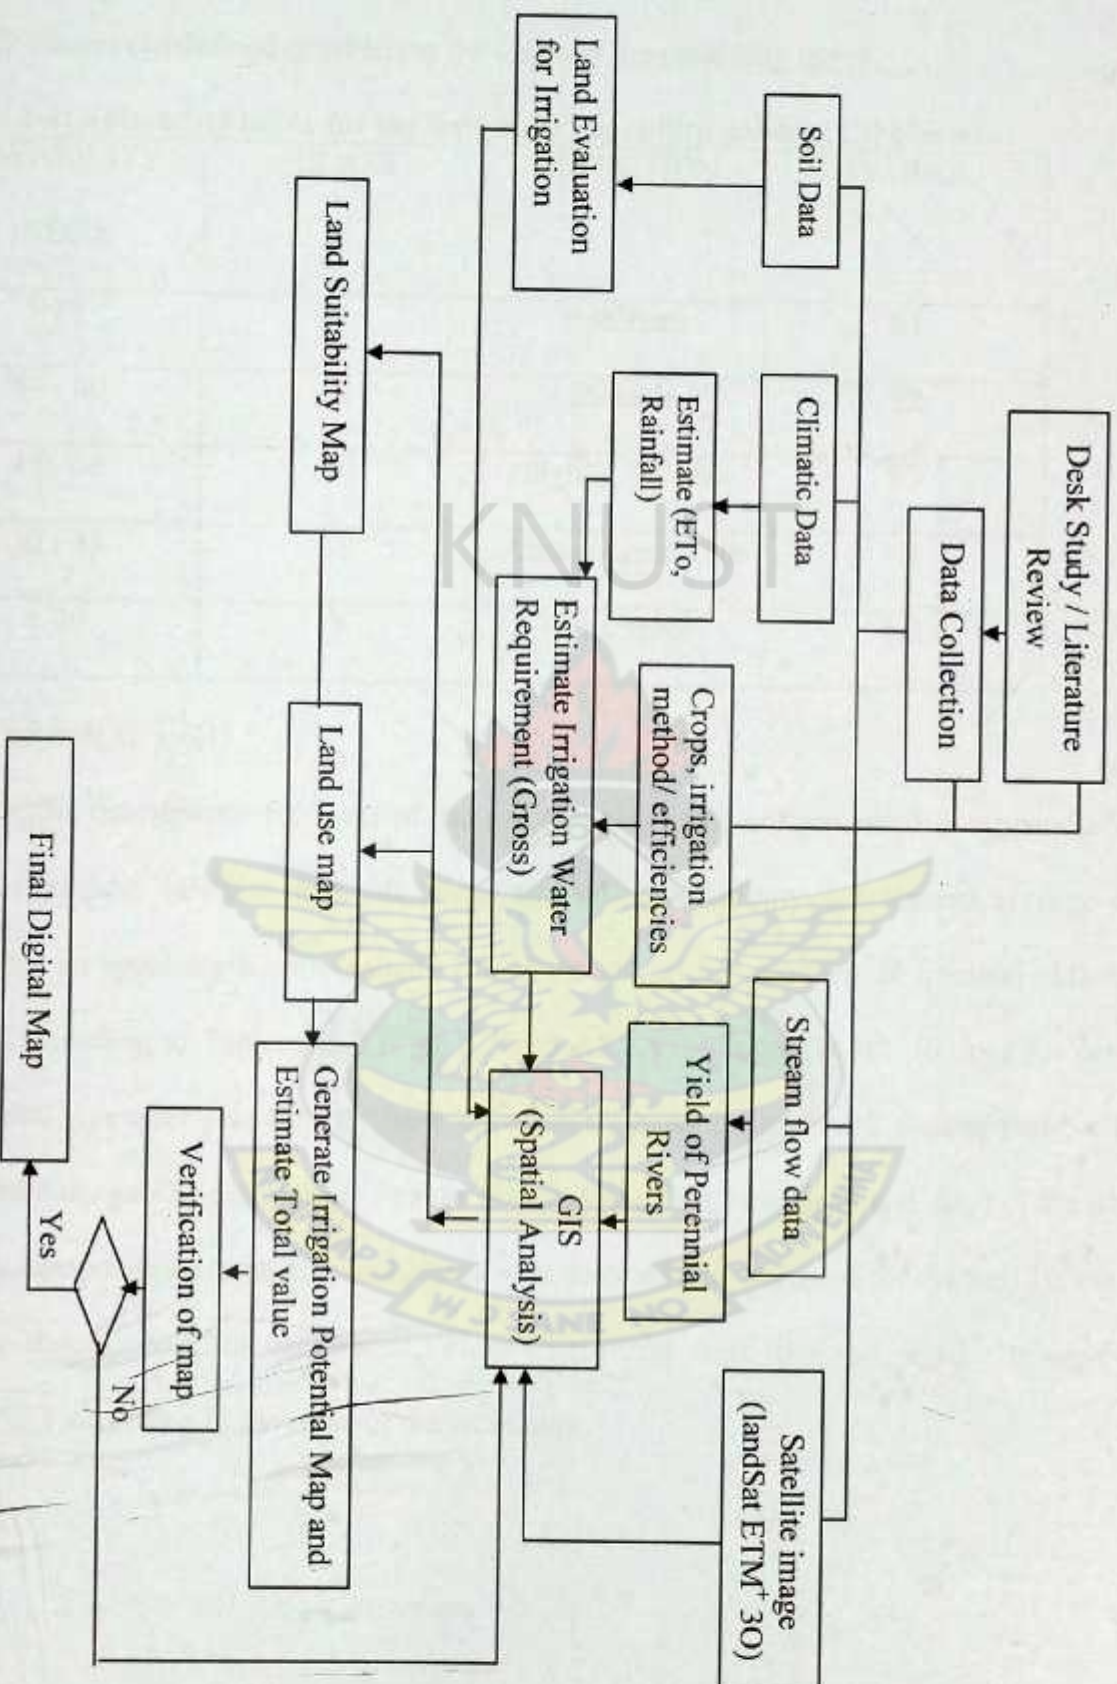 Desk Study / Literature
Review
Data Collection
Soil Data
Climatic Data
Stream flow data
Satellite image
(landSat ETM⁺ 3O)
Crops, irrigation
method/ efficiencies
Land Evaluation
for Irrigation
Estimate (ETo,
Rainfall)
Yield of Perennial
Rivers
Estimate Irrigation Water
Requirement (Gross)
GIS
(Spatial Analysis)
KNUST
Land Suitability Map
Land use map
Generate Irrigation Potential Map and
Estimate Total value
Verification of map
No
Yes
Final Digital Map